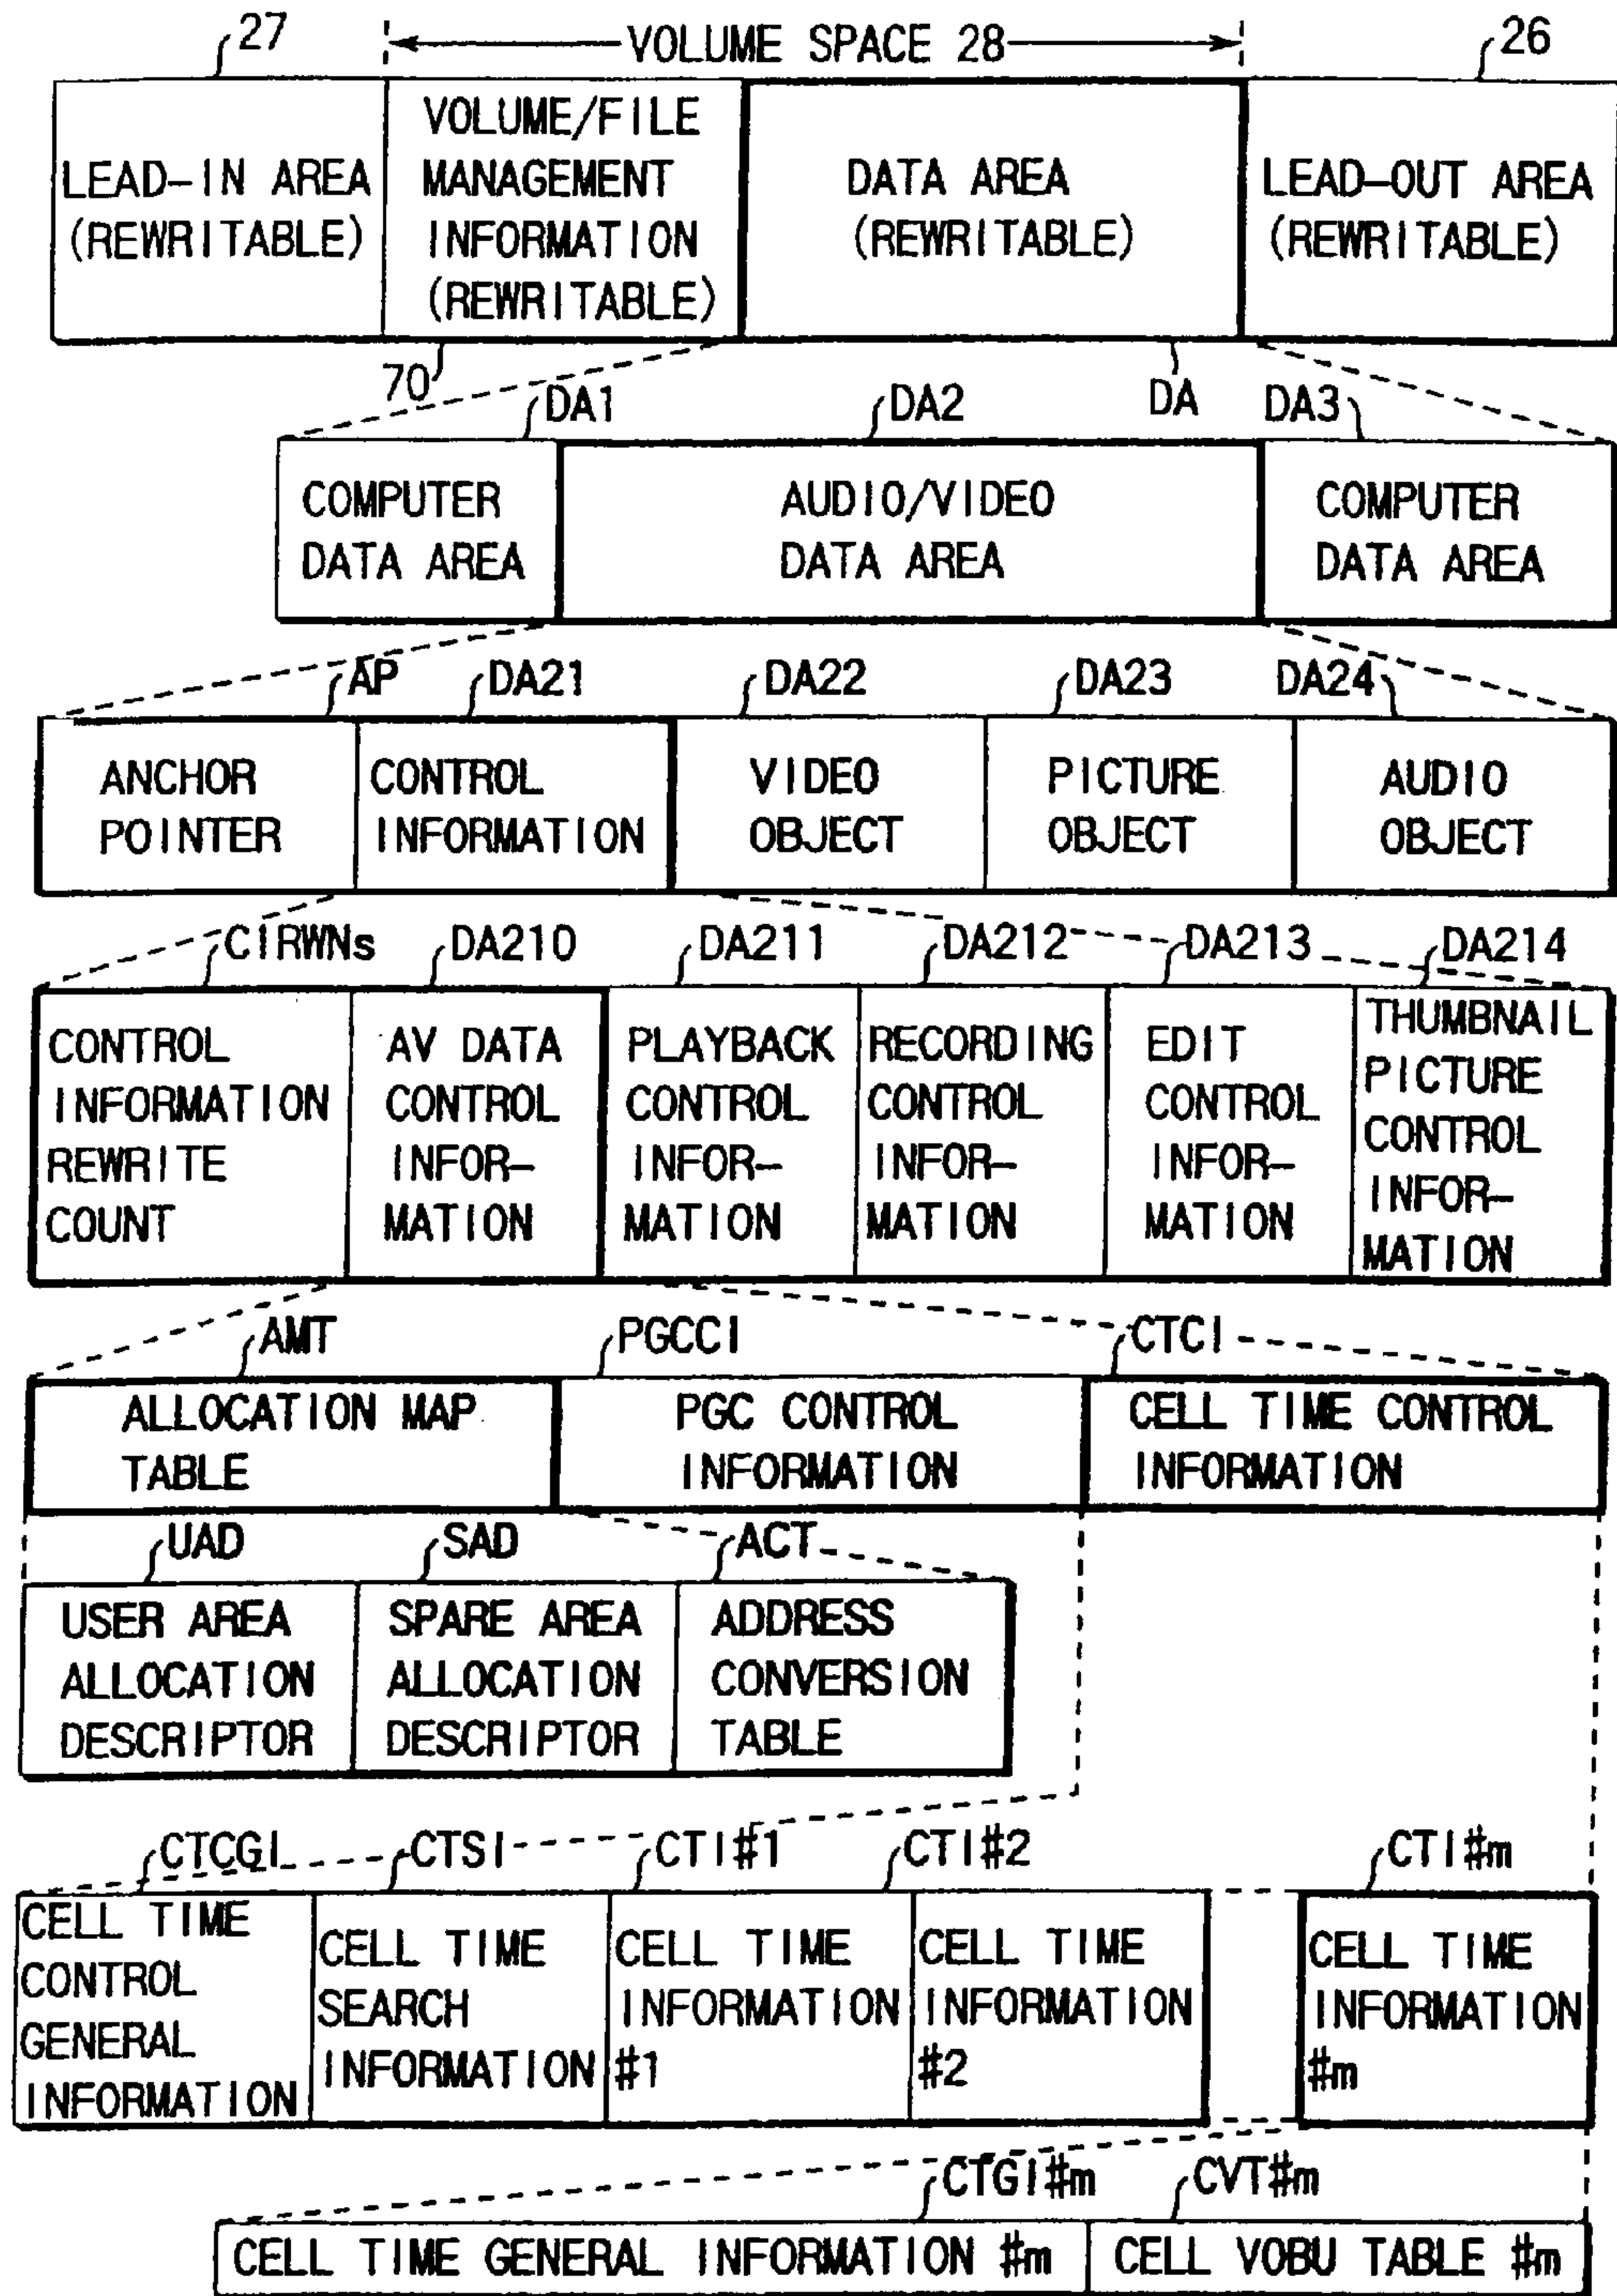 27
VOLUME SPACE 28
26
LEAD-IN AREA
(REWRITABLE)
VOLUME/FILE
MANAGEMENT
INFORMATION
(REWRITABLE)
DATA AREA
(REWRITABLE)
LEAD-OUT AREA
(REWRITABLE)
70
DA1
DA2
DA
DA3
COMPUTER
DATA AREA
AUDIO/VIDEO
DATA AREA
COMPUTER
DATA AREA
AP
DA21
DA22
DA23
DA24
ANCHOR
POINTER
CONTROL
INFORMATION
VIDEO
OBJECT
PICTURE
OBJECT
AUDIO
OBJECT
CIRWNs
DA210
DA211
DA212
DA213
DA214
CONTROL
INFORMATION
REWRITE
COUNT
AV DATA
CONTROL
INFOR-
MATION
PLAYBACK
CONTROL
INFOR-
MATION
RECORDING
CONTROL
INFOR-
MATION
EDIT
CONTROL
INFOR-
MATION
THUMBNAIL
PICTURE
CONTROL
INFOR-
MATION
AMT
PGCCI
CTCI
ALLOCATION MAP
TABLE
PGC CONTROL
INFORMATION
CELL TIME CONTROL
INFORMATION
UAD
SAD
ACT
USER AREA
ALLOCATION
DESCRIPTOR
SPARE AREA
ALLOCATION
DESCRIPTOR
ADDRESS
CONVERSION
TABLE
CTCGI
CTSI
CTI#1
CTI#2
CTI#m
CELL TIME
CONTROL
GENERAL
INFORMATION
CELL TIME
SEARCH
INFORMATION
CELL TIME
INFORMATION
#1
CELL TIME
INFORMATION
#2
CELL TIME
INFORMATION
#m
CTGI#m
CVT#m
CELL TIME GENERAL INFORMATION #m
CELL VOBU TABLE #m